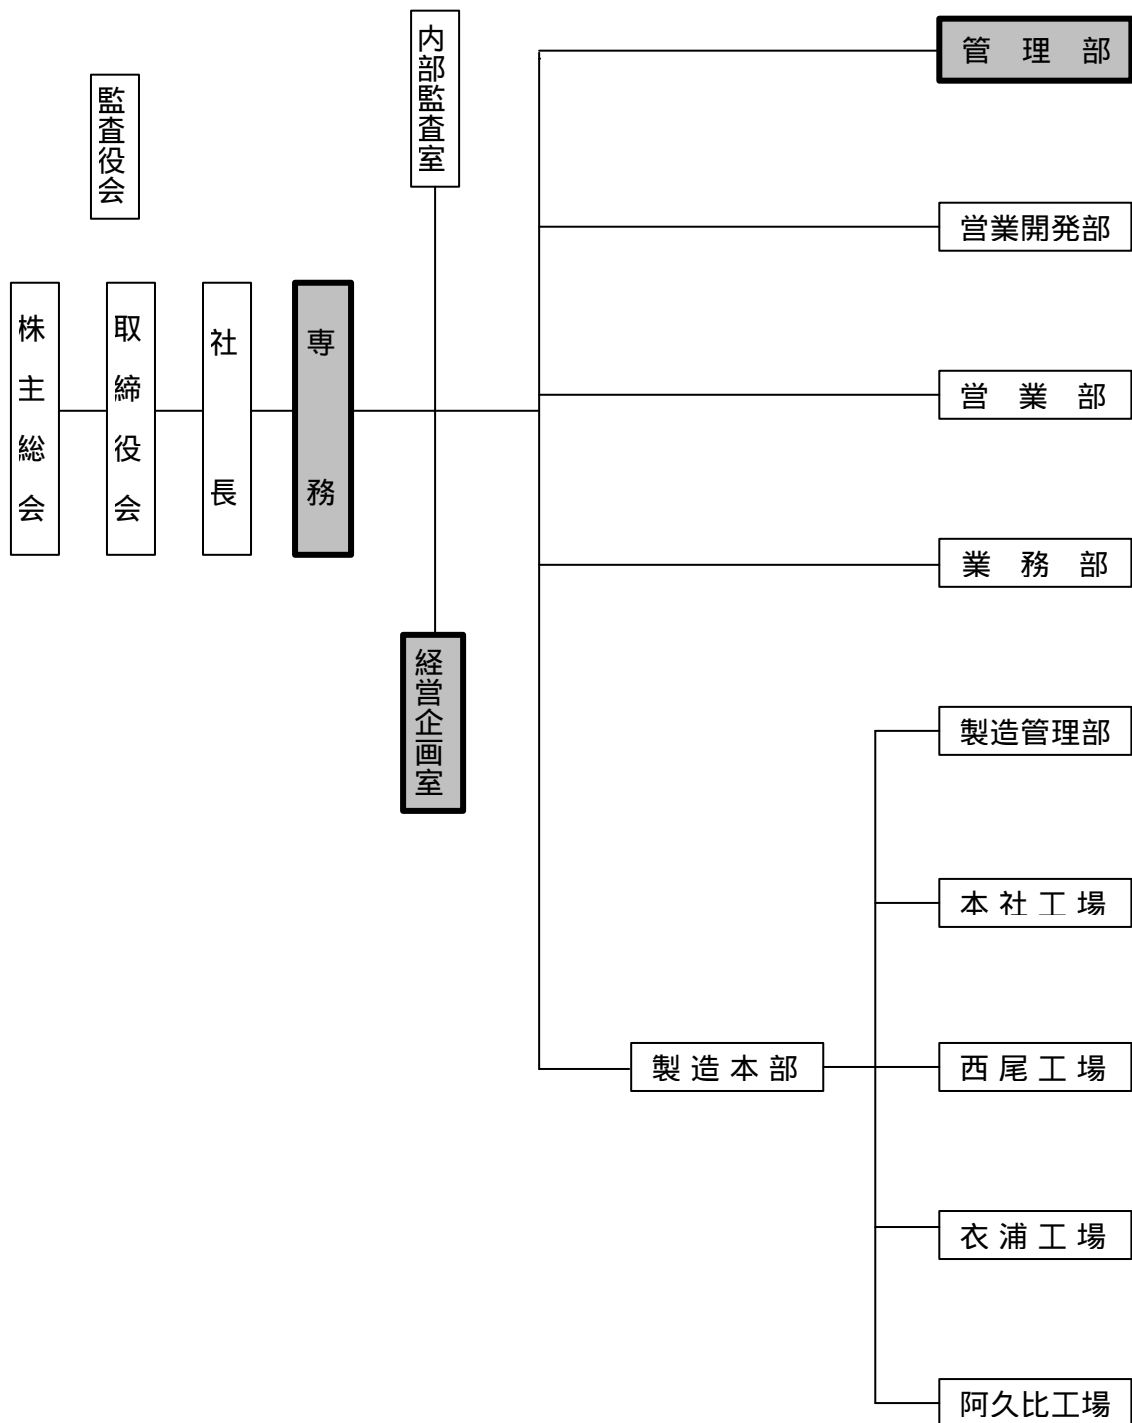 内部監査室
管理部
監査役会
営業開発部
株主総会
取締役会
社長
専務
営業部
業務部
経営企画室
製造管理部
本社工場
製造本部
西尾工場
衣浦工場
阿久比工場